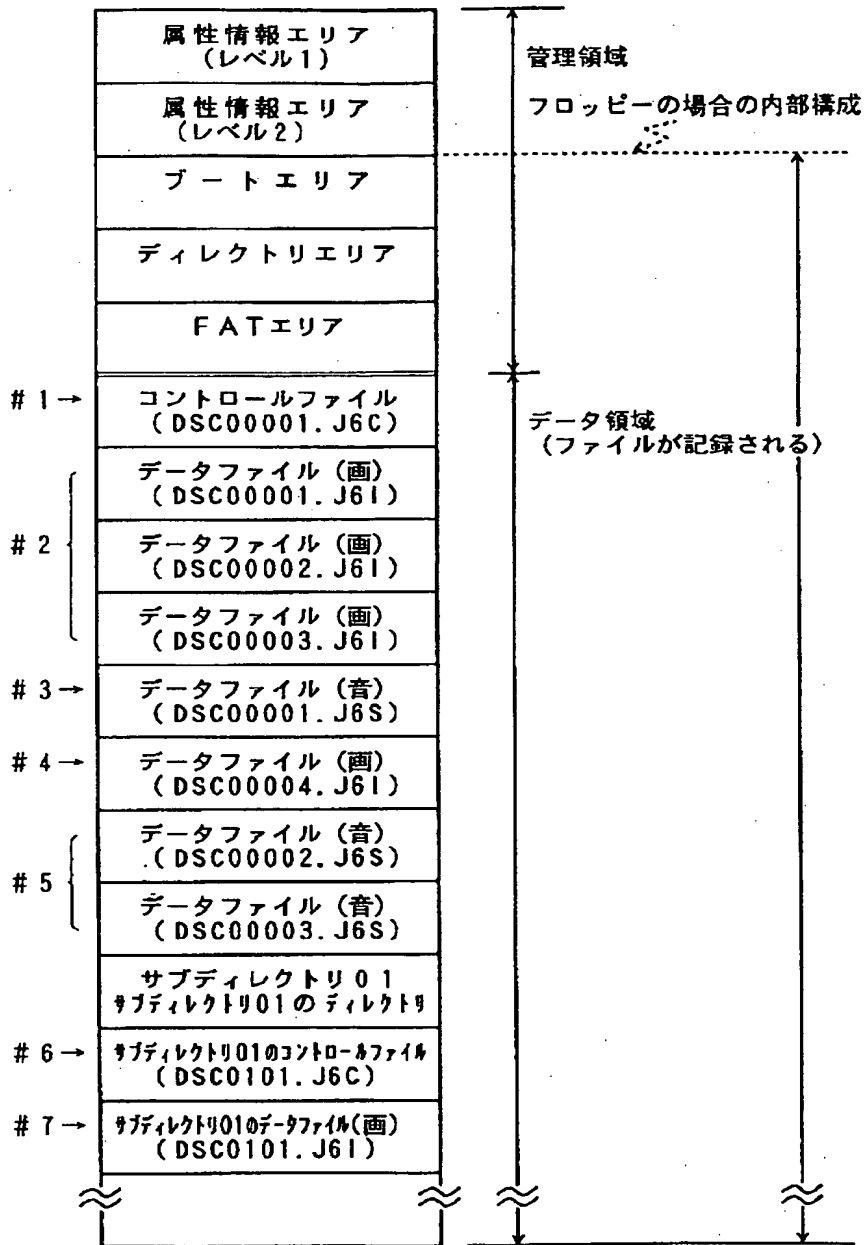 属性情報エリア
(レベル1)
管理領域
属性情報エリア
(レベル2)
フロッピーの場合の内部構成
ブートエリア
ディレクトリエリア
FATエリア
#1→
コントロールファイル
(DSC00001.J6C)
データ領域
(ファイルが記録される)
#2
データファイル(画)
(DSC00001.J6I)
データファイル(画)
(DSC00002.J6I)
データファイル(画)
(DSC00003.J6I)
#3→
データファイル(音)
(DSC00001.J6S)
#4→
データファイル(画)
(DSC00004.J6I)
#5
データファイル(音)
(DSC00002.J6S)
データファイル(音)
(DSC00003.J6S)
サブディレクトリ01
サブディレクトリ01のディレクトリ
#6→
サブディレクトリ01のコントロールファイル
(DSC0101.J6C)
#7→
サブディレクトリ01のデータファイル(画)
(DSC0101.J6I)